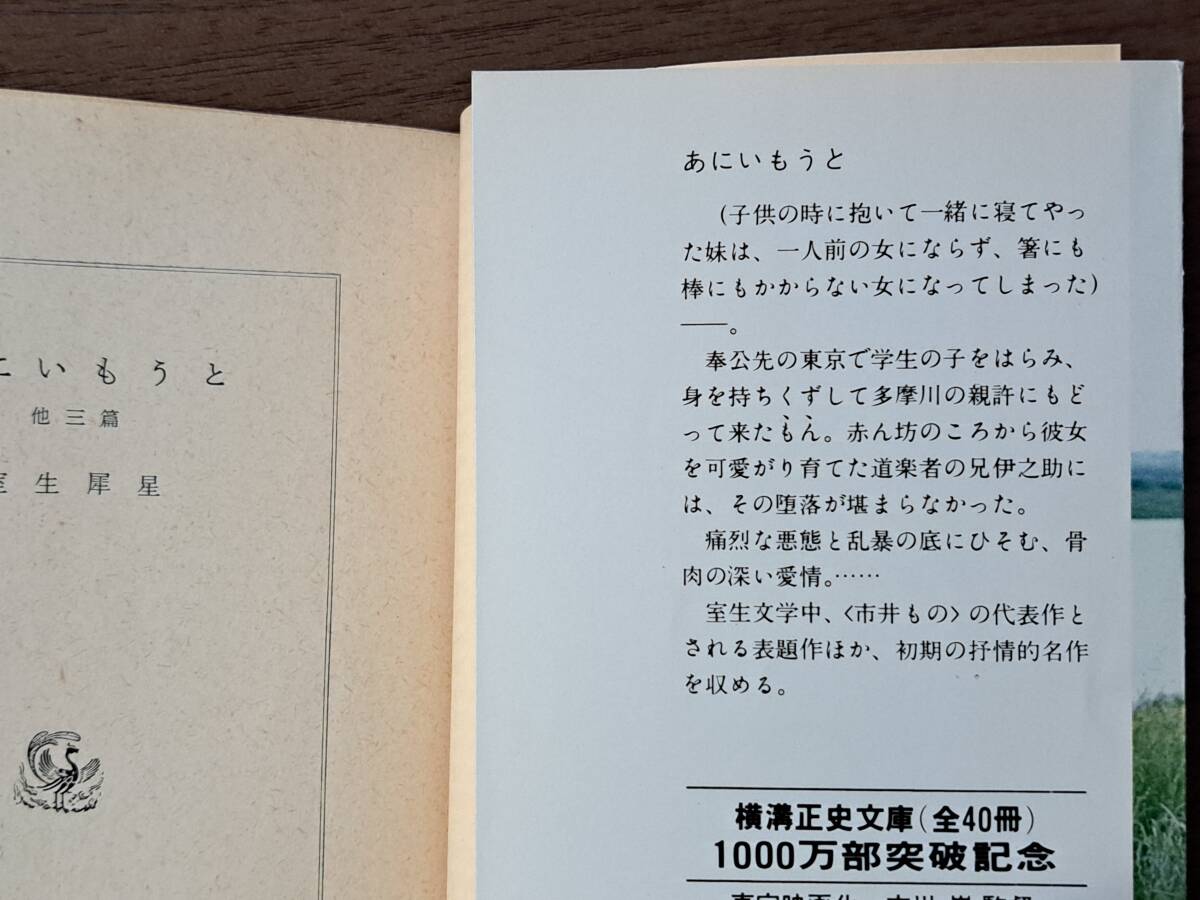 にいもうと
他三篇
室生犀星
あにいもうと
(子供の時に抱いて一緒に寝てやっ
た妹は、一人前の女にならず、箸にも
棒にもかからない女になってしまった)
――。
奉公先の東京で学生の子をはらみ、
身を持ちくずして多摩川の親許にもど
って来たもん。赤ん坊のころから彼女
を可愛がり育てた道楽者の兄伊之助に
は、その堕落が堪まらなかった。
痛烈な悪態と乱暴の底にひそむ、骨
肉の深い愛情。……
室生文学中、〈市井もの〉の代表作と
される表題作ほか、初期の抒情的名作
を収める。
横溝正史文庫(全40冊)
1000万部突破記念